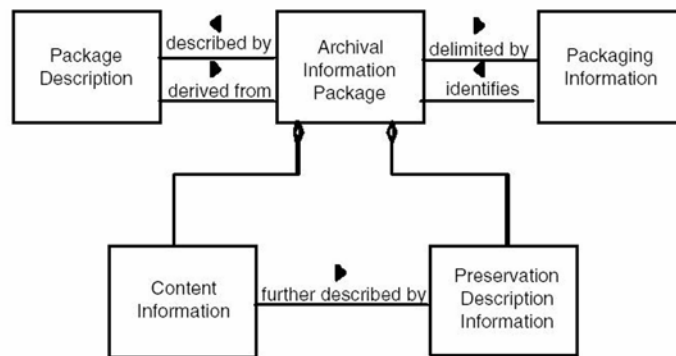 Package
Description
described by
derived from
Archival
Information
Package
delimited by
identifies
Packaging
Information
Content
Information
further described by
Preservation
Description
Information